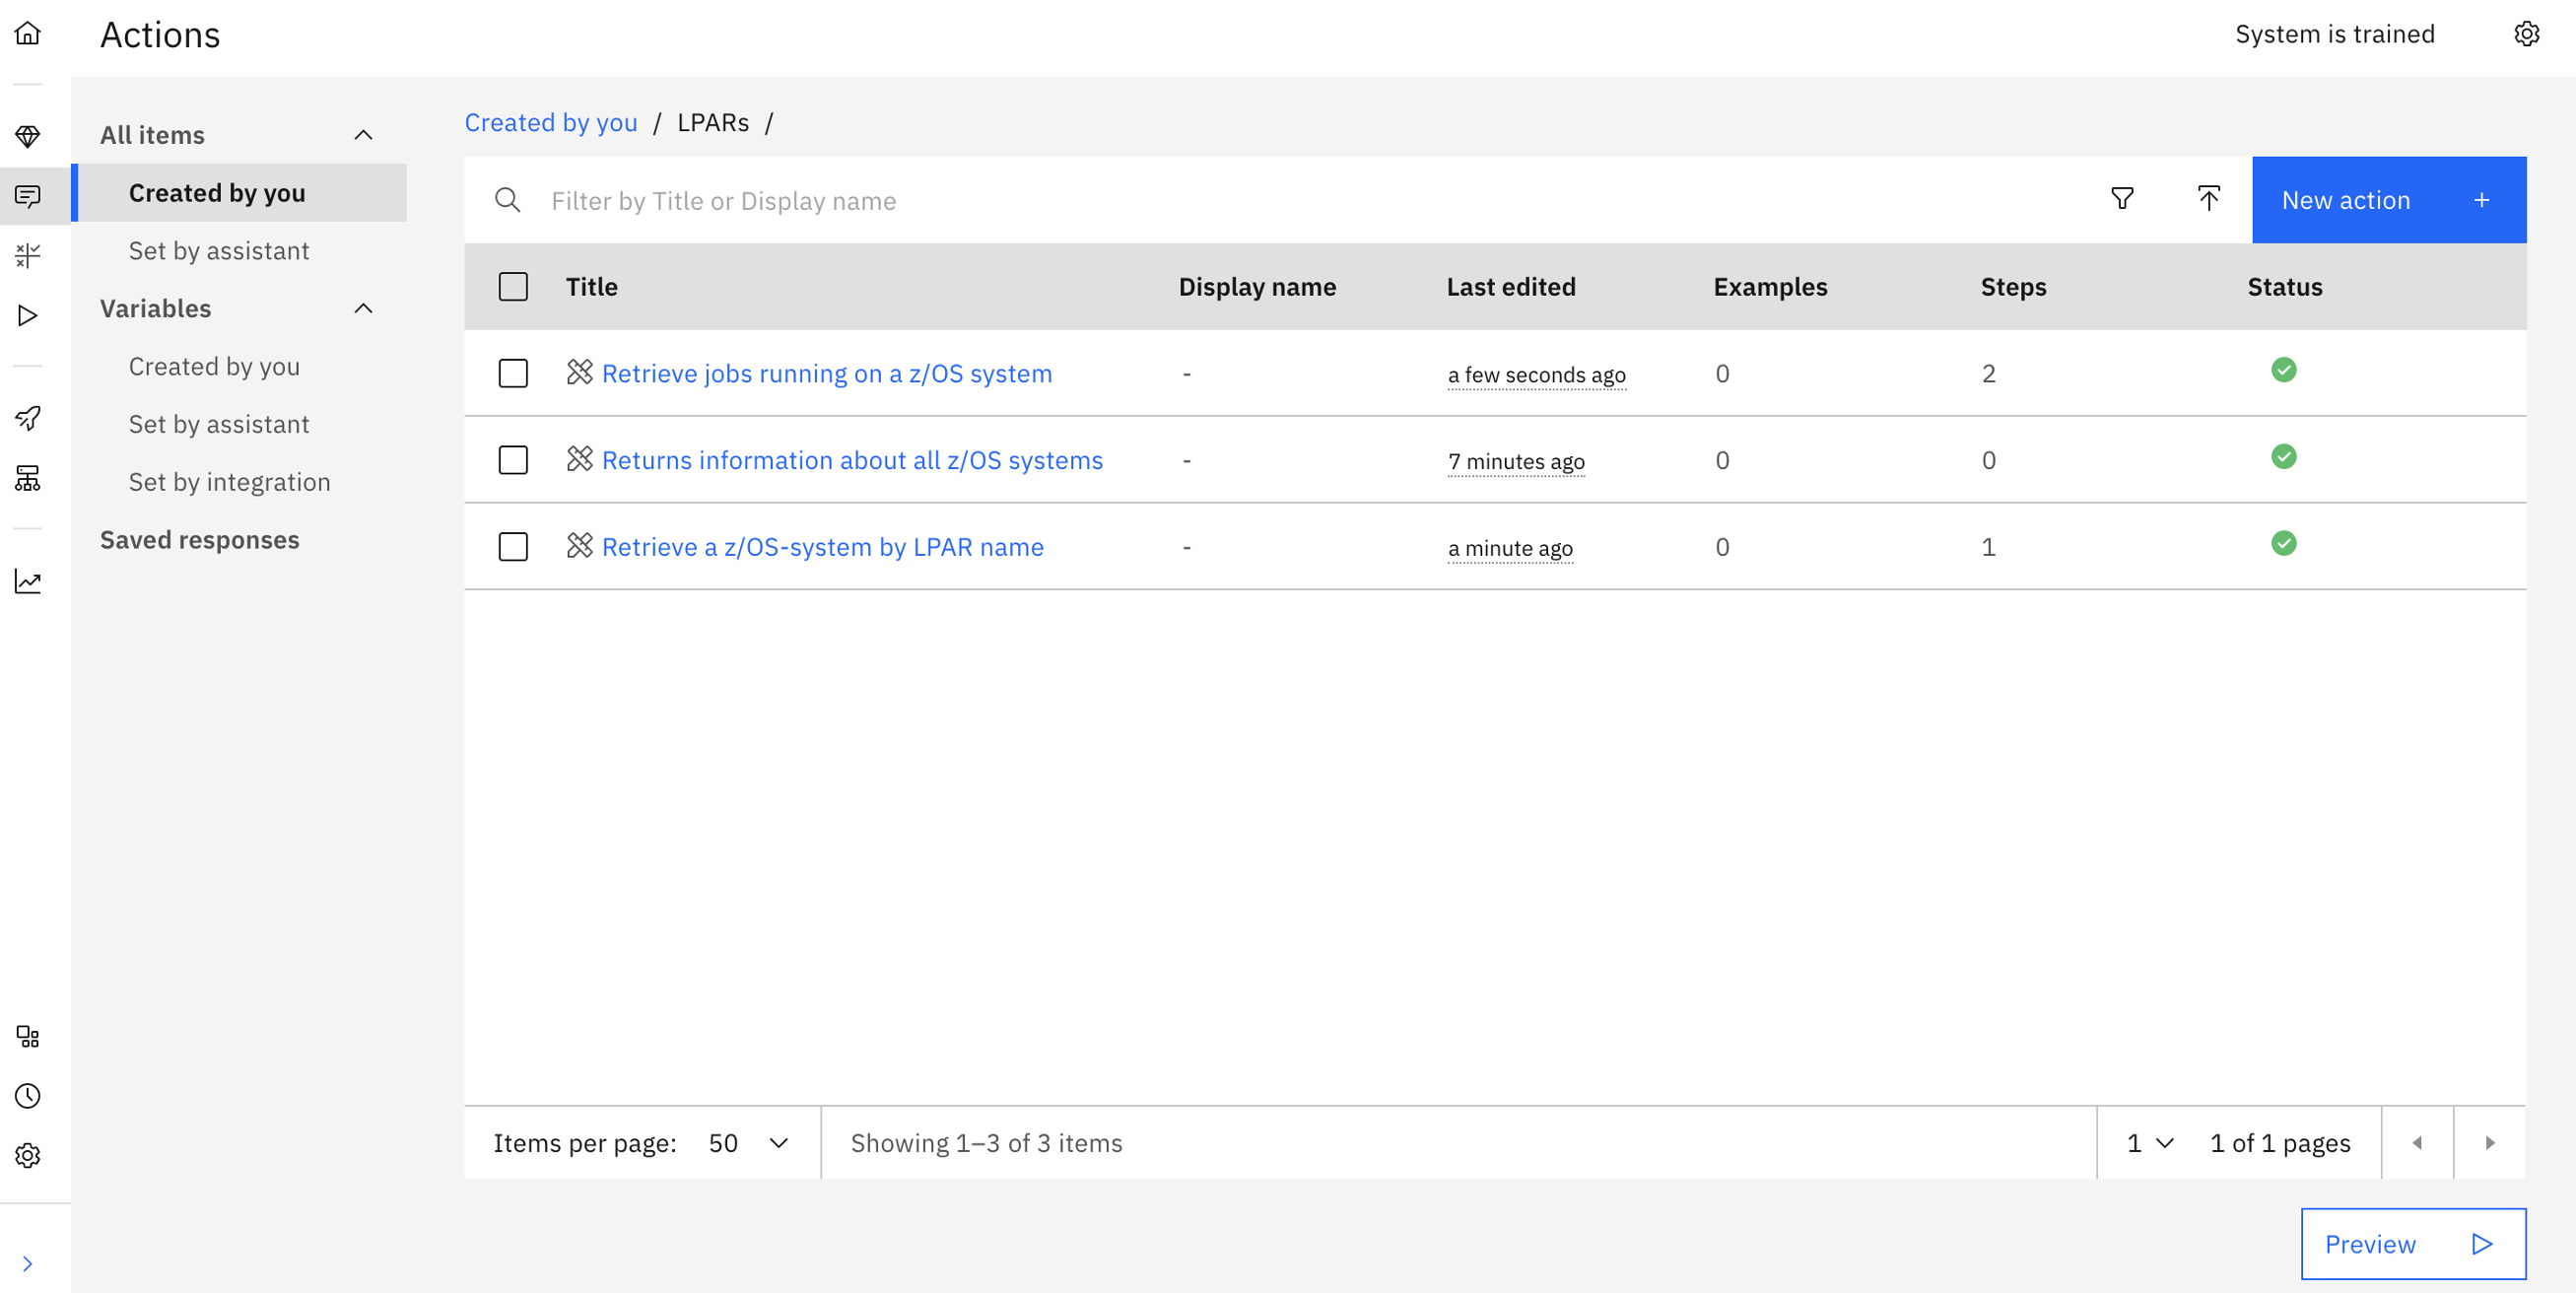 Actions
System is trained
All items
Created by you
Set by assistant
Variables
Created by you
Set by assistant
Set by integration
Saved responses
Created by you / LPARs /
Filter by Title or Display name
New action +
Title Display name Last edited Examples Steps Status
Retrieve jobs running on a z/OS system - a few seconds ago 0 2
Returns information about all z/OS systems - 7 minutes ago 0 0
Retrieve a z/OS-system by LPAR name - a minute ago 0 1
Items per page: 50 Showing 1–3 of 3 items 1 1 of 1 pages
Preview